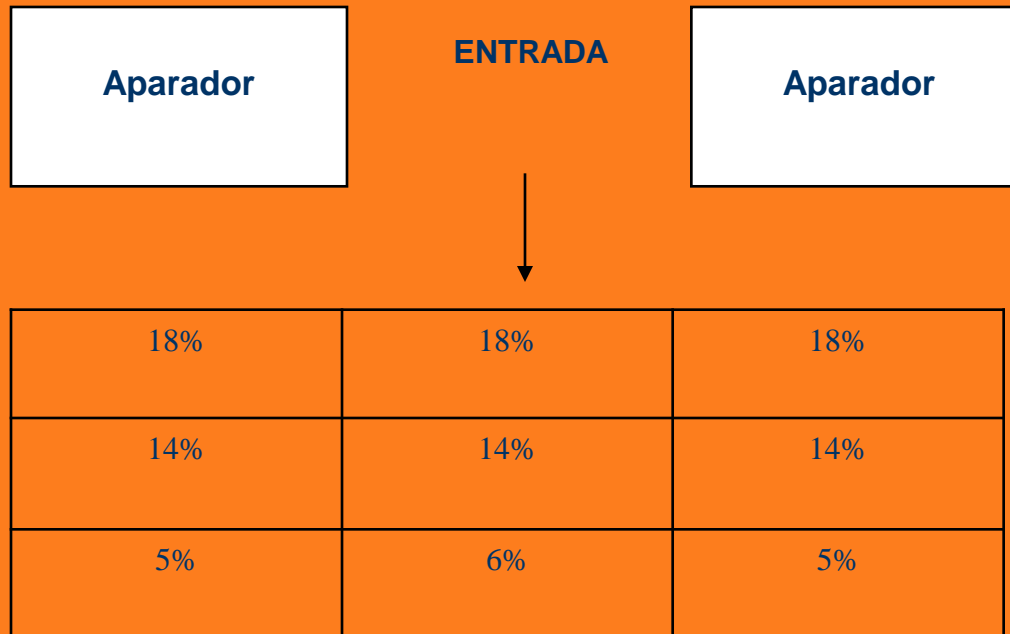 Aparador
ENTRADA
Aparador
18% 18% 18%
14% 14% 14%
5% 6% 5%